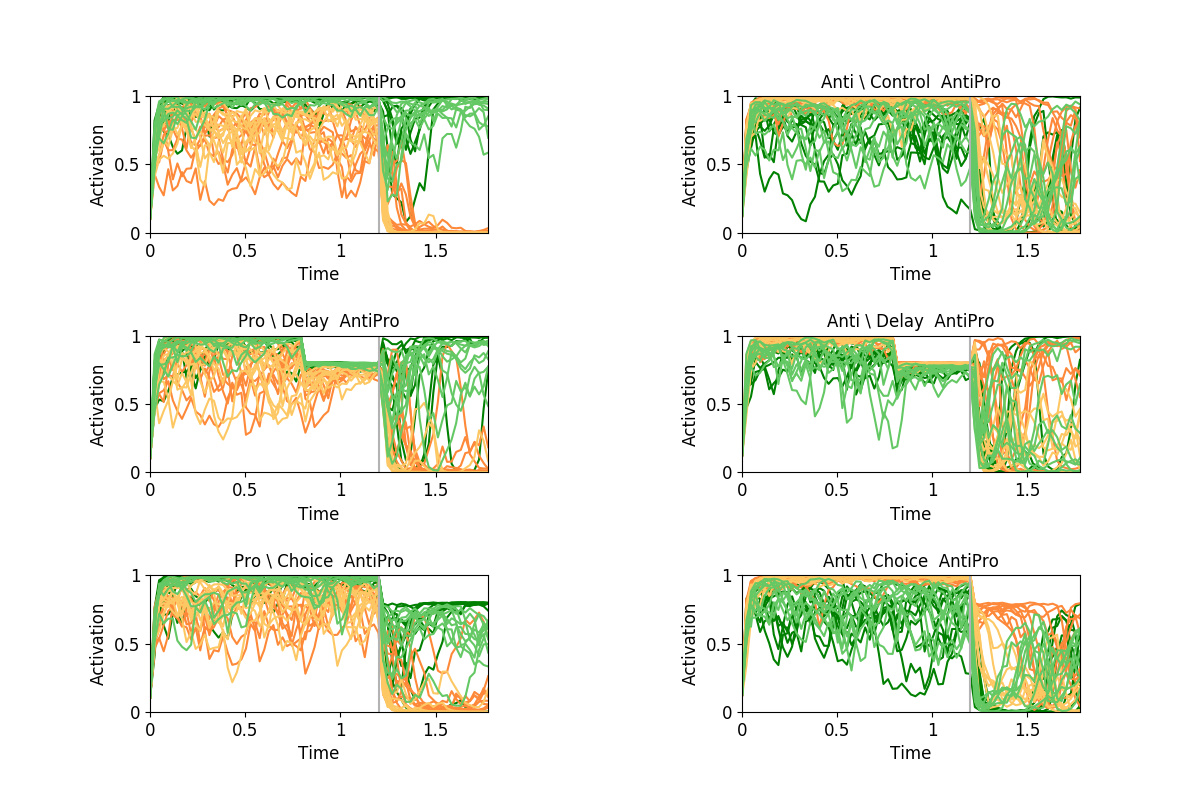 Pro \ Control  AntiPro
Activation
1
0.5
0
0 0.5 1 1.5
Time
Anti \ Control  AntiPro
Activation
1
0.5
0
0 0.5 1 1.5
Time
Pro \ Delay  AntiPro
Activation
1
0.5
0
0 0.5 1 1.5
Time
Anti \ Delay  AntiPro
Activation
1
0.5
0
0 0.5 1 1.5
Time
Pro \ Choice  AntiPro
Activation
1
0.5
0
0 0.5 1 1.5
Time
Anti \ Choice  AntiPro
Activation
1
0.5
0
0 0.5 1 1.5
Time